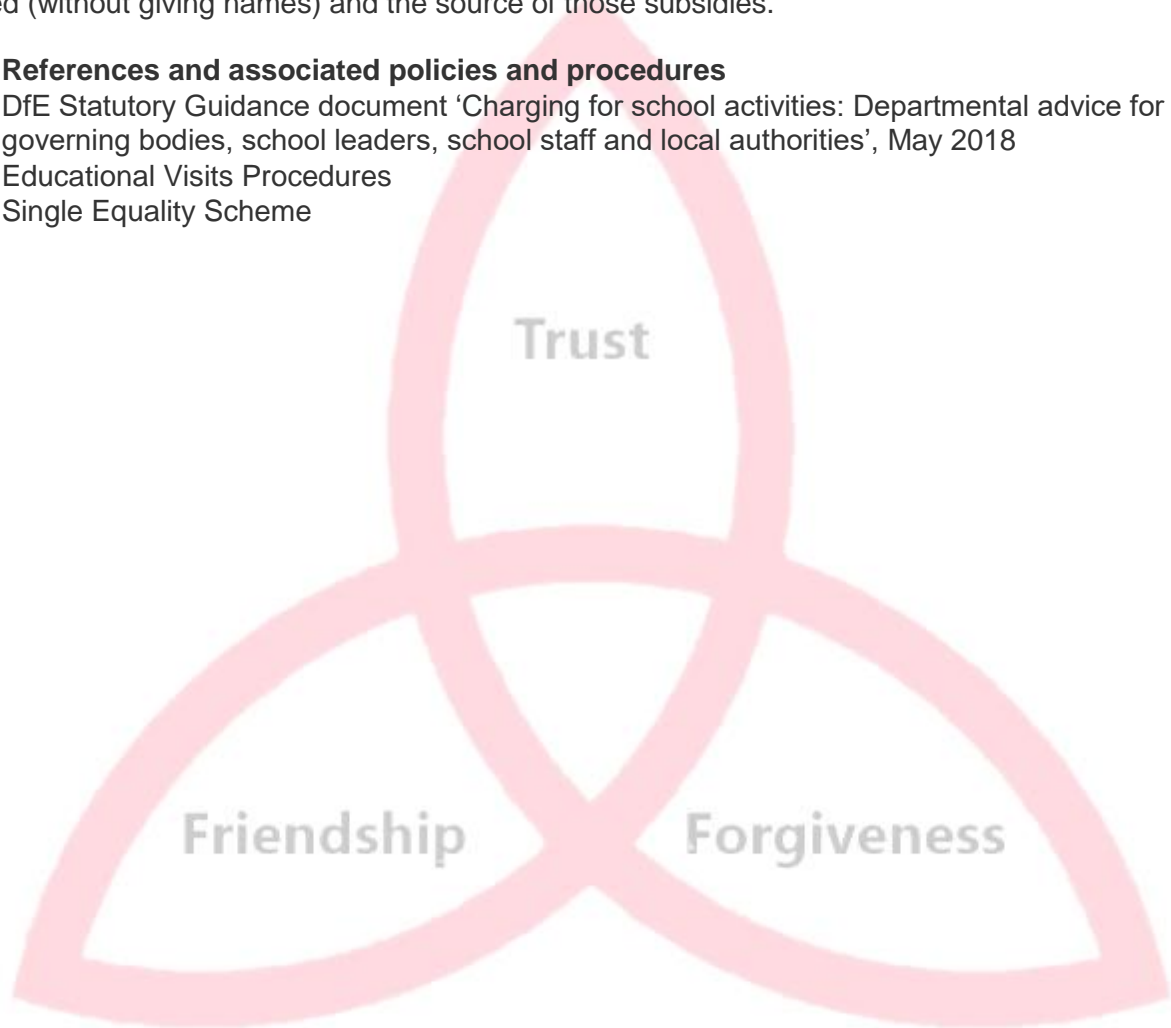 ed (without giving names) and the source of those subsidies.
References and associated policies and procedures
DfE Statutory Guidance document ‘Charging for school activities: Departmental advice for
governing bodies, school leaders, school staff and local authorities’, May 2018
Educational Visits Procedures
Single Equality Scheme
Trust
Friendship
Forgiveness